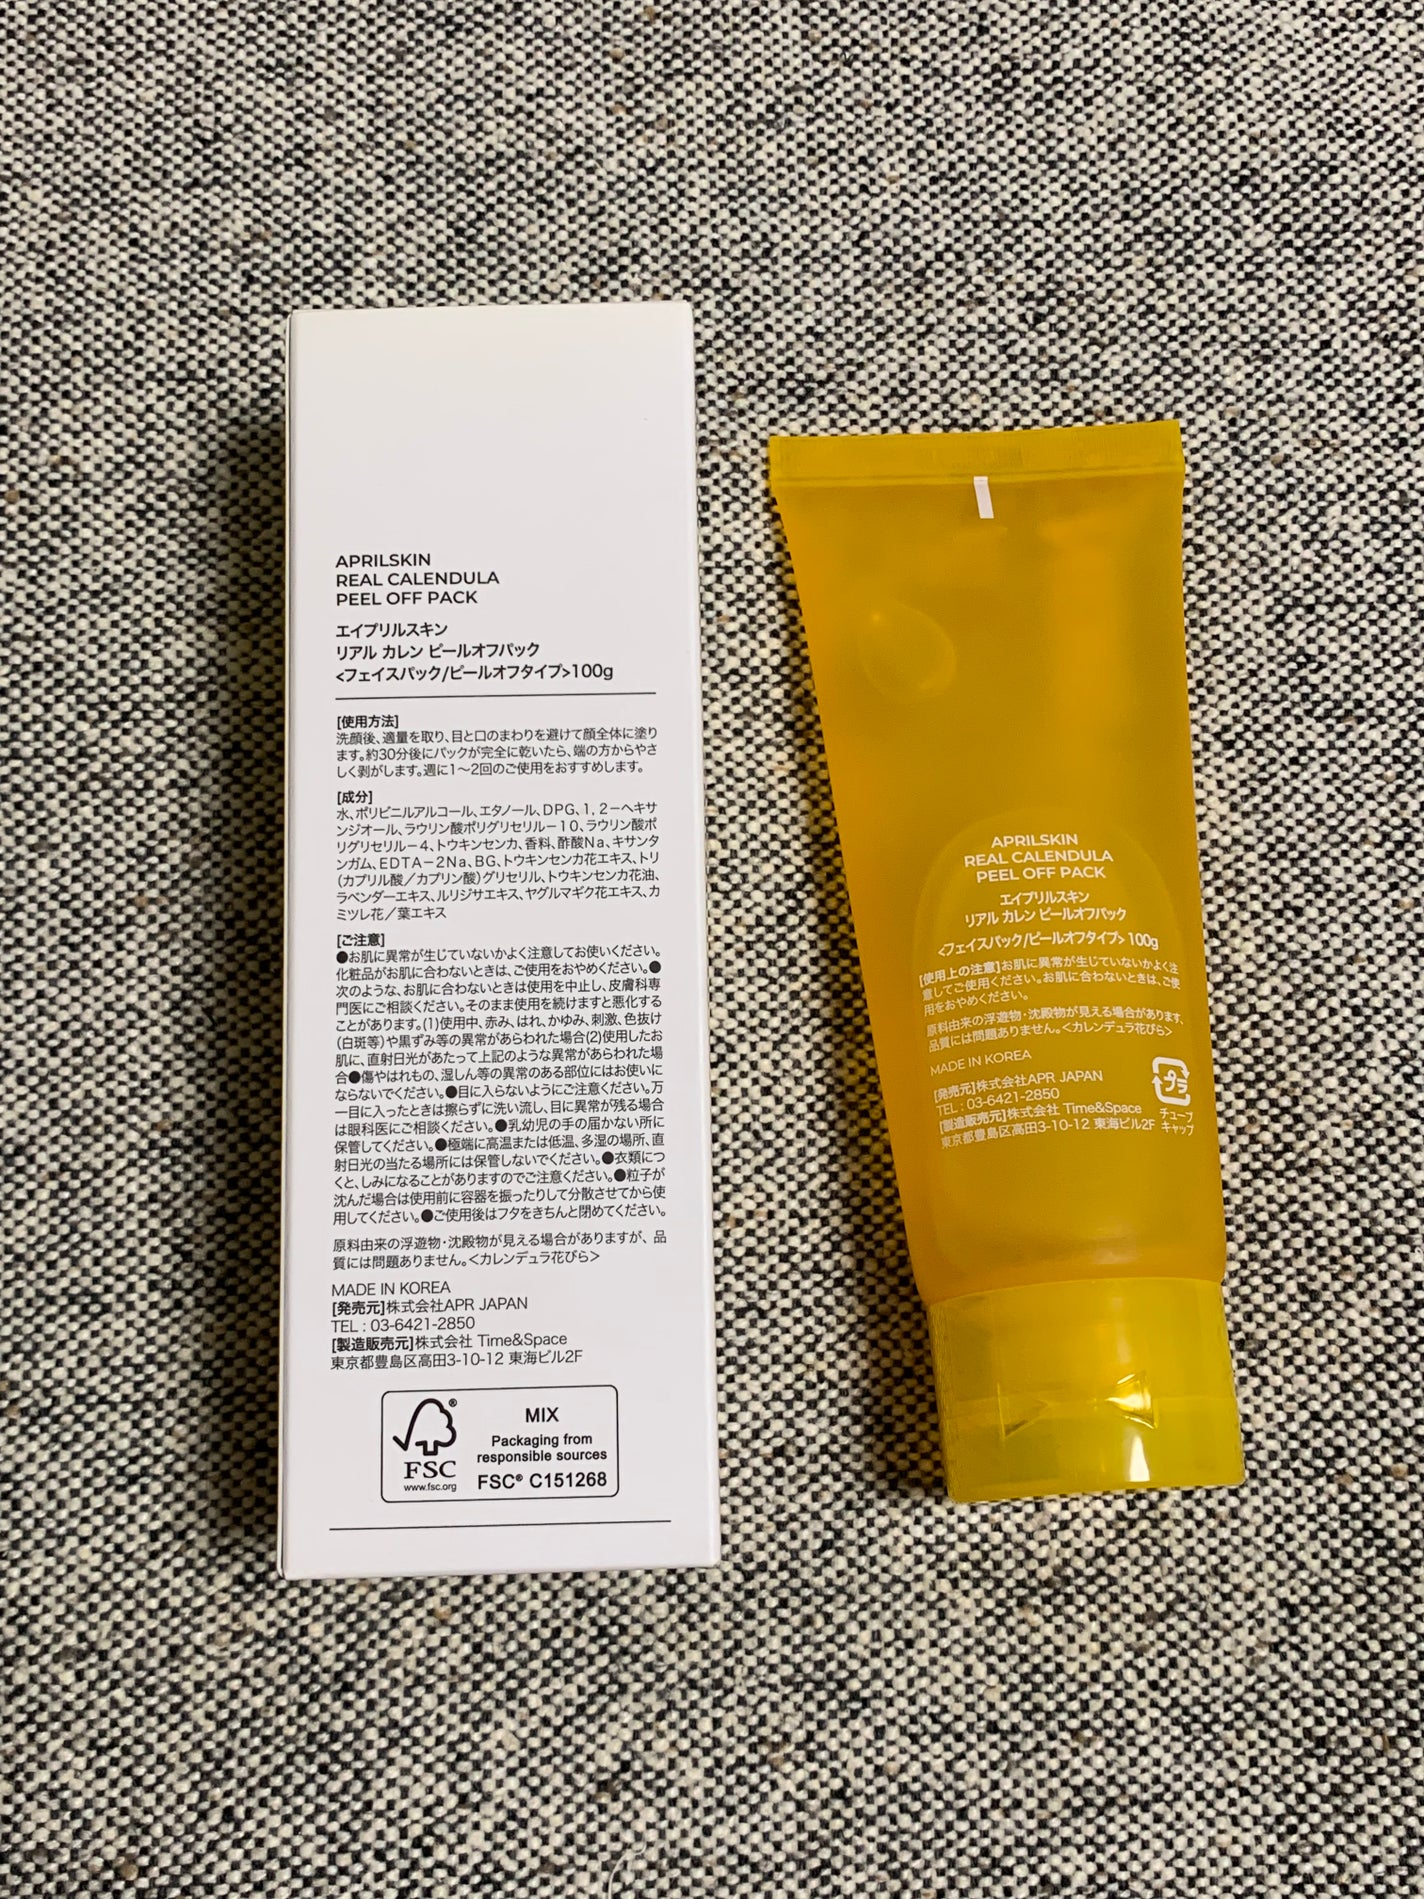 APRILSKIN
REAL CALENDULA
PEEL OFF PACK
エイプリルスキン
リアル カレン ピールオフパック
<フェイスパック/ピールオフタイプ>100g
[使用方法]
洗顔後、適量を取り、目と口のまわりを避けて顔全体に塗り
ます。約30分後にパックが完全に乾いたら、端の方からやさ
しく剥がします。週に1〜2回のご使用をおすすめします。
[成分]
水、ポリビニルアルコール、エタノール、DPG、1，2－ヘキサ
ンジオール、ラウリン酸ポリグリセリル－10、ラウリン酸ポ
リグリセリル－4、トウキンセンカ、香料、酢酸Na、キサンタ
ンガム、EDTA－2Na、BG、トウキンセンカ花エキス、トリ
（カプリル酸／カプリン酸）グリセリル、トウキンセンカ花油、
ラベンダーエキス、ルリジサエキス、ヤグルマギク花エキス、カ
ミツレ花／葉エキス
[ご注意]
●お肌に異常が生じていないかよく注意してお使いください。
化粧品がお肌に合わないときは、ご使用をおやめください。●
次のような、お肌に合わないときは使用を中止し、皮膚科専
門医にご相談ください。そのまま使用を続けますと悪化する
ことがあります。(1)使用中、赤み、はれ、かゆみ、刺激、色抜け
（白斑等）や黒ずみ等の異常があらわれた場合(2)使用したお
肌に、直射日光があたって上記のような異常があらわれた場
合●傷やはれもの、湿しん等の異常のある部位にはお使いに
ならないでください。●目に入らないようにご注意ください。万
一目に入ったときは擦らずに洗い流し、目に異常が残る場合
は眼科医にご相談ください。●乳幼児の手の届かない所に
保管してください。●極端に高温または低温、多湿の場所、直
射日光の当たる場所には保管しないでください。●衣類につ
くと、しみになることがありますのでご注意ください。●粒子が
沈んだ場合は使用前に容器を振ったりして分散させてから使
用してください。●ご使用後はフタをきちんと閉めてください。
原料由来の浮遊物・沈殿物が見える場合がありますが、品
質には問題ありません。<カレンデュラ花びら>
MADE IN KOREA
[発売元]株式会社APR JAPAN
TEL : 03-6421-2850
[製造販売元]株式会社 Time&Space
東京都豊島区高田3-10-12 東海ビル2F
®
FSC
www.fsc.org
MIX
Packaging from
responsible sources
FSC® C151268
APRILSKIN
REAL CALENDULA
PEEL OFF PACK
エイプリルスキン
リアル カレン ピールオフパック
<フェイスパック/ピールオフタイプ> 100g
[使用上の注意]お肌に異常が生じていないかよく注
意してご使用ください。お肌に合わないときは、ご使
用をおやめください。
原料由来の浮遊物・沈殿物が見える場合があります、
品質には問題ありません。<カレンデュラ花びら>
MADE IN KOREA
[発売元]株式会社APR JAPAN
TEL : 03-6421-2850
[製造販売元]株式会社 Time&Space
東京都豊島区高田3-10-12 東海ビル2F
プラ
チューブ
キャップ